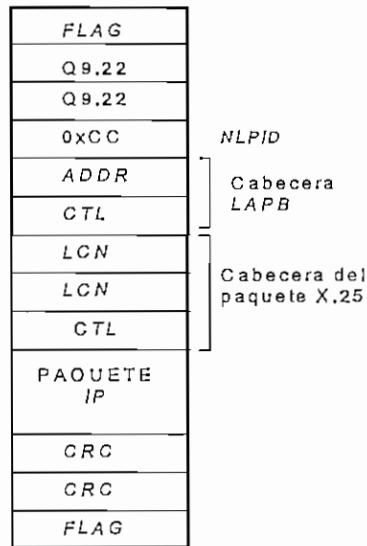 FLAG
Q9.22
Q9.22
0xCC NLPID
ADDR
Cabecera
LAPB
CTL
LCN
LCN
Cabecera del
paquete X.25
CTL
PAQUETE
IP
CRC
CRC
FLAG